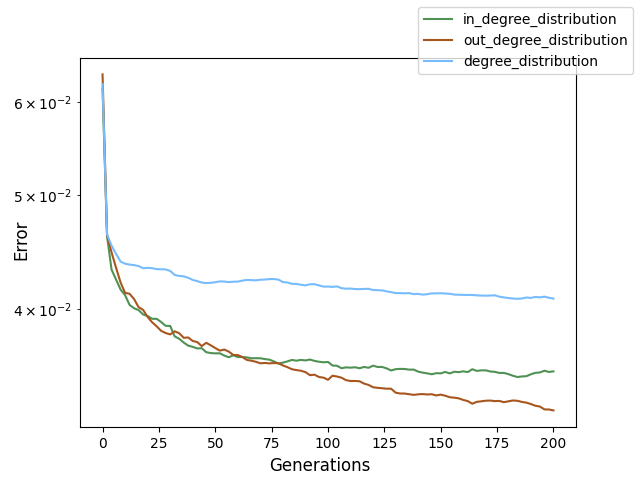 in_degree_distribution
out_degree_distribution
degree_distribution
6 × 10⁻²
5 × 10⁻²
4 × 10⁻²
Error
0 25 50 75 100 125 150 175 200
Generations